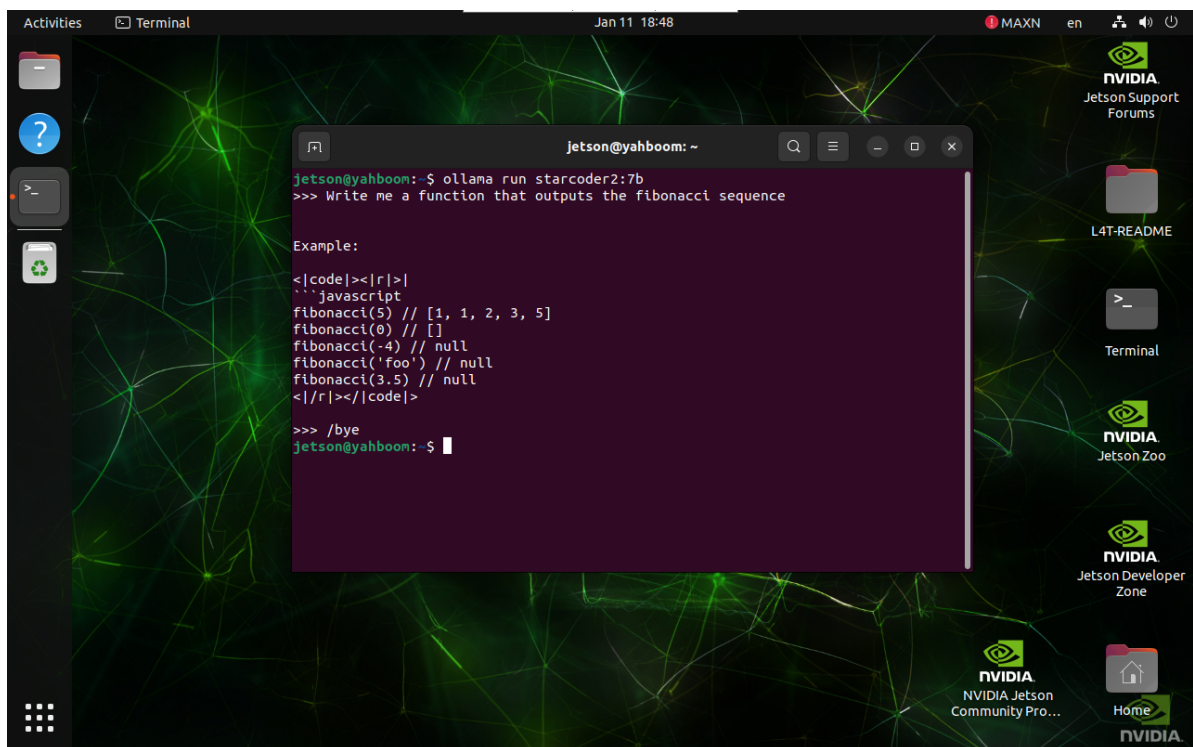 Activities
Terminal
Jan 11 18:48
MAXN
en
NVIDIA.
Jetson Support
Forums
jetson@yahboom: ~
jetson@yahboom:~$ ollama run starcoder2:7b
>>> Write me a function that outputs the fibonacci sequence
Example:
<|code|><|r|>|
```javascript
fibonacci(5) // [1, 1, 2, 3, 5]
fibonacci(0) // []
fibonacci(-4) // null
fibonacci('foo') // null
fibonacci(3.5) // null
<|/r|></|code|>
>>> /bye
jetson@yahboom:~$
L4T-README
Terminal
NVIDIA.
Jetson Zoo
NVIDIA.
Jetson Developer
Zone
NVIDIA.
NVIDIA Jetson
Community Pro...
Home
NVIDIA.